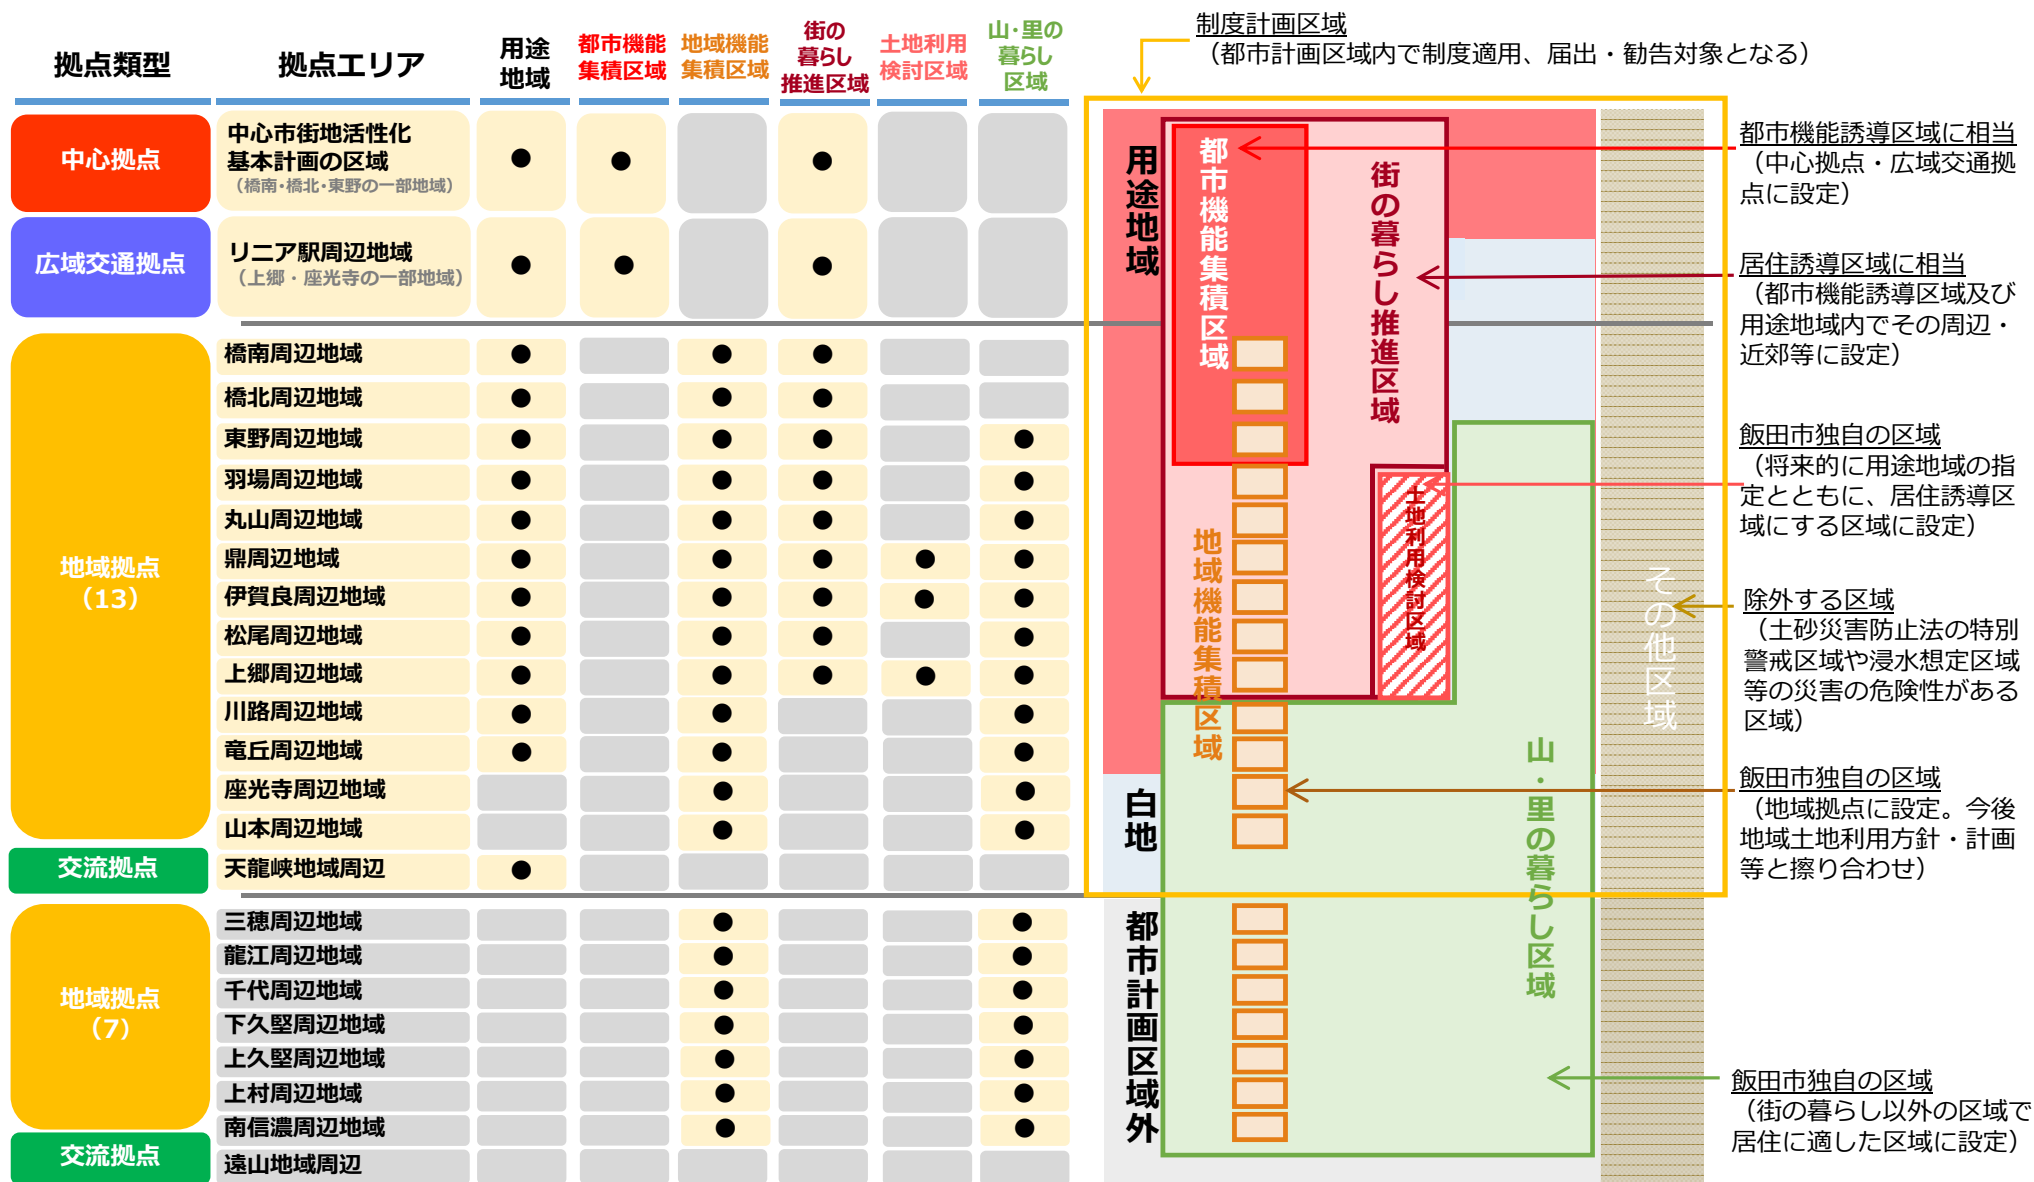 制度計画区域
（都市計画区域内で制度適用、届出・勧告対象となる）
拠点類型
拠点エリア
用途
地域
都市機能
集積区域
地域機能
集積区域
街の
暮らし
推進区域
土地利用
検討区域
山・里の
暮らし
区域
中心拠点
中心市街地活性化
基本計画の区域
（橋南・橋北・東野の一部地域）
● ● ●
広域交通拠点
リニア駅周辺地域
（上郷・座光寺の一部地域）
● ● ●
地域拠点
（13）
橋南周辺地域 ● ● ●
橋北周辺地域 ● ● ●
東野周辺地域 ● ● ● ●
羽場周辺地域 ● ● ● ●
丸山周辺地域 ● ● ● ●
鼎周辺地域 ● ● ● ● ●
伊賀良周辺地域 ● ● ● ● ●
松尾周辺地域 ● ● ● ●
上郷周辺地域 ● ● ● ● ●
川路周辺地域 ● ● ●
竜丘周辺地域 ● ● ●
座光寺周辺地域 ● ●
山本周辺地域 ● ●
交流拠点
天龍峡地域周辺 ●
地域拠点
（7）
三穂周辺地域 ● ●
龍江周辺地域 ● ●
千代周辺地域 ● ●
下久堅周辺地域 ● ●
上久堅周辺地域 ● ●
上村周辺地域 ● ●
南信濃周辺地域 ● ●
交流拠点
遠山地域周辺
用途地域
白地
都市計画区域外
都市機能集積区域
地域機能集積区域
街の暮らし推進区域
土地利用検討区域
山・里の暮らし区域
その他区域
都市機能誘導区域に相当
（中心拠点・広域交通拠
点に設定）
居住誘導区域に相当
（都市機能誘導区域及び
用途地域内でその周辺・
近郊等に設定）
飯田市独自の区域
（将来的に用途地域の指
定とともに、居住誘導区
域にする区域に設定）
除外する区域
（土砂災害防止法の特別
警戒区域や浸水想定区域
等の災害の危険性がある
区域）
飯田市独自の区域
（地域拠点に設定。今後
地域土地利用方針・計画
等と擦り合わせ）
飯田市独自の区域
（街の暮らし以外の区域で
居住に適した区域に設定）